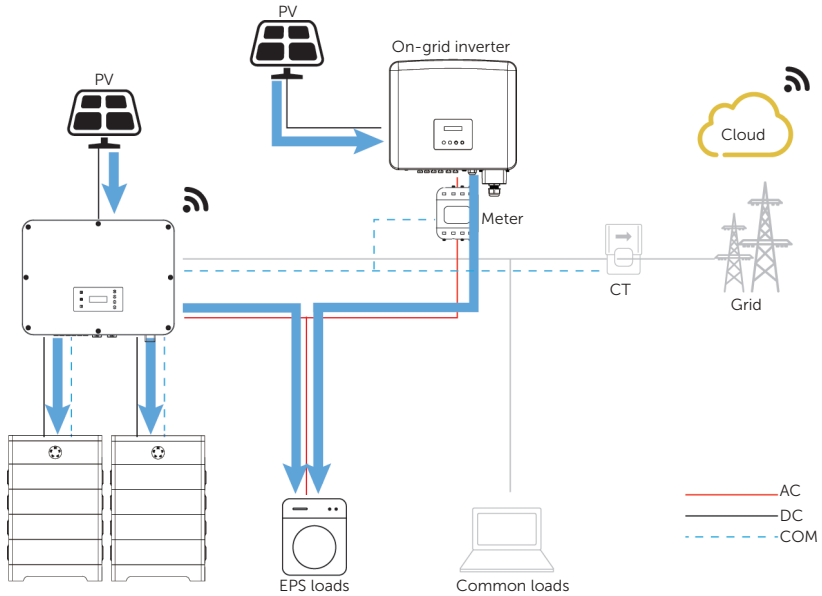 PV
On-grid inverter
PV
Cloud
Meter
CT
Grid
AC
DC
COM
EPS loads
Common loads